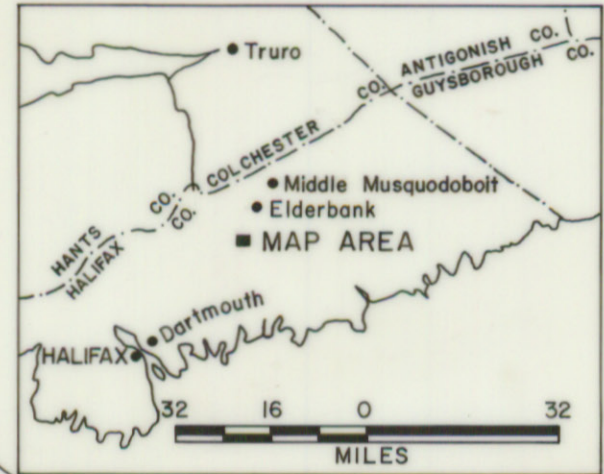 Truro
ANTIGONISH CO.
CO. GUYSBOROUGH CO.
COLCHESTER
CO.
CO.
HANTS
HALIFAX
Middle Musquodoboit
Elderbank
MAP AREA
Dartmouth
HALIFAX
32 16 0 32
MILES